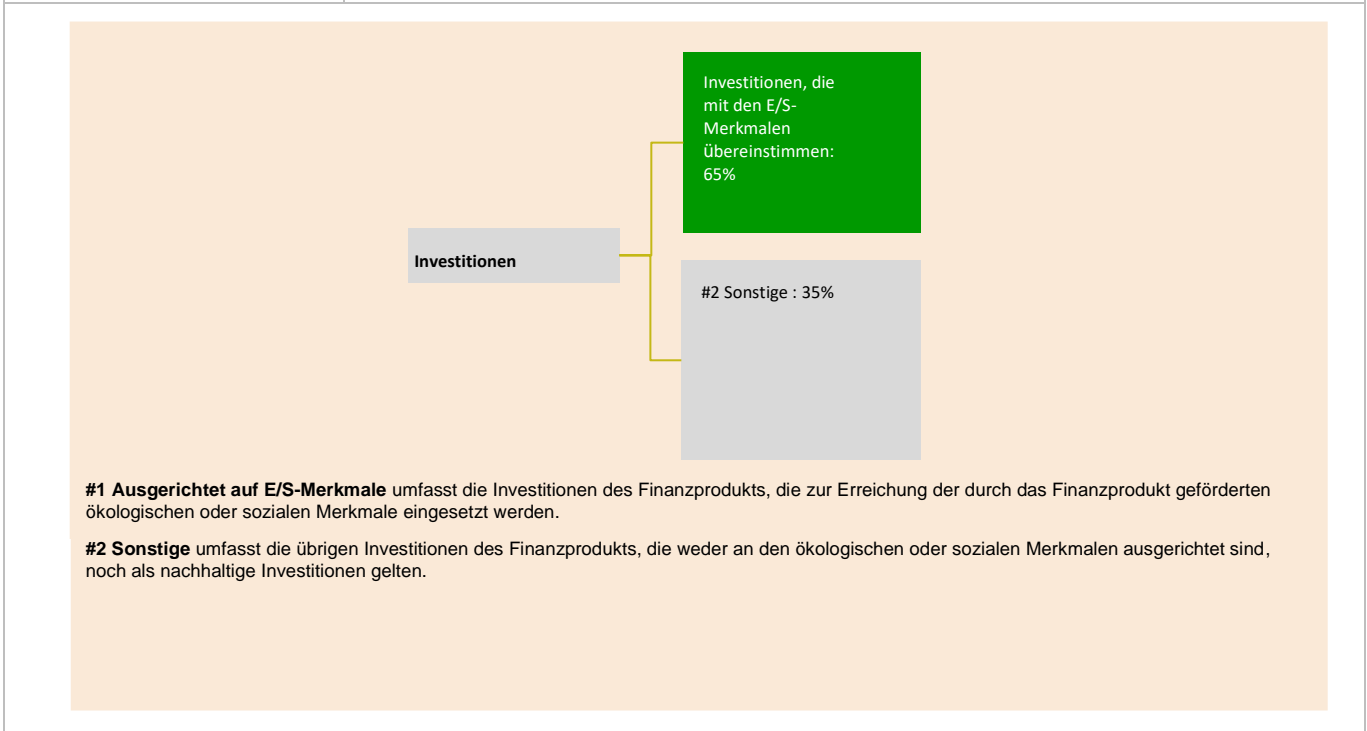 Investitionen, die
mit den E/S-
Merkmalen
übereinstimmen:
65%
Investitionen
#2 Sonstige : 35%
#1 Ausgerichtet auf E/S-Merkmale umfasst die Investitionen des Finanzprodukts, die zur Erreichung der durch das Finanzprodukt geförderten
ökologischen oder sozialen Merkmale eingesetzt werden.
#2 Sonstige umfasst die übrigen Investitionen des Finanzprodukts, die weder an den ökologischen oder sozialen Merkmalen ausgerichtet sind,
noch als nachhaltige Investitionen gelten.